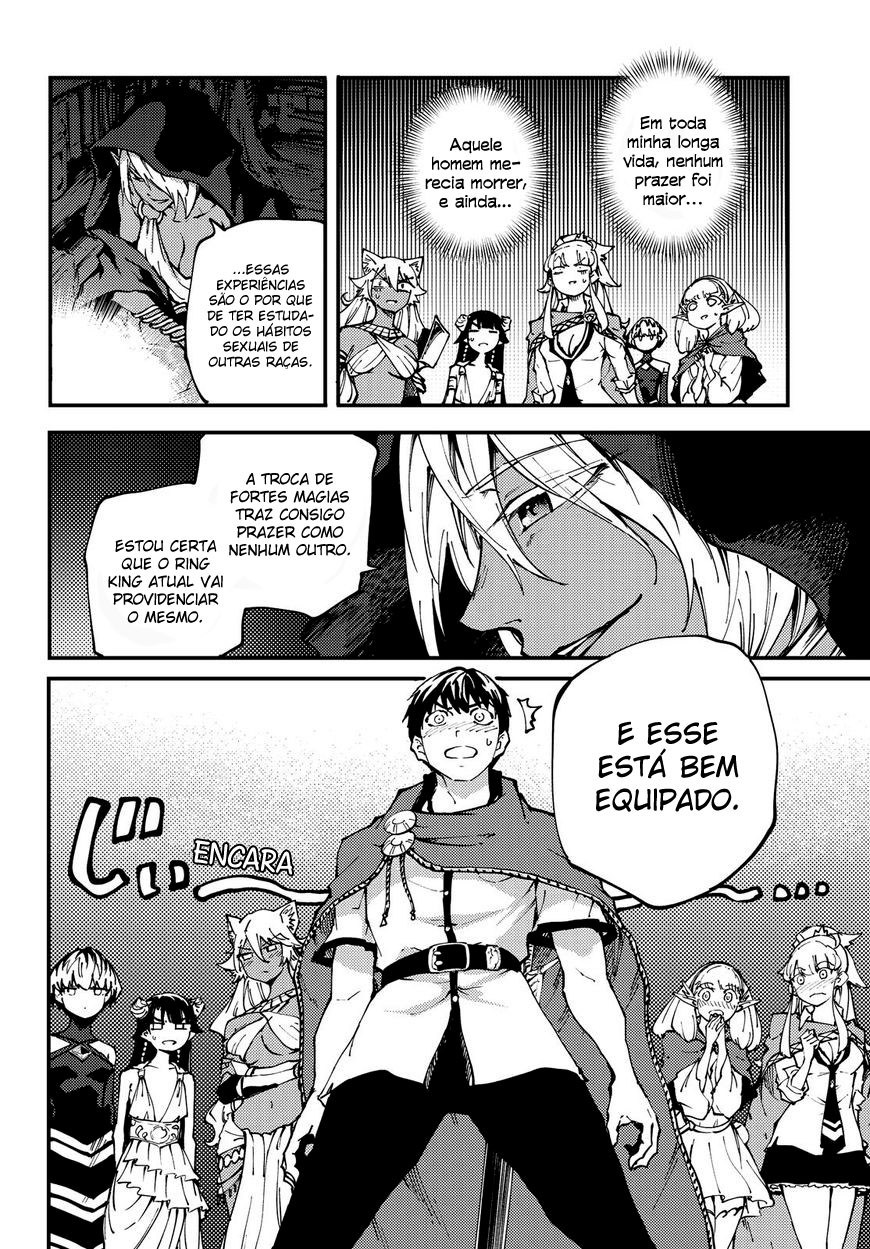 Em toda
minha longa
vida, nenhum
prazer foi
maior...
Aquele
homem me-
recia morrer,
e ainda...
...ESSAS
EXPERIÊNCIAS
SÃO O POR QUE
DE TER ESTUDA-
DO OS HÁBITOS
SEXUAIS DE
OUTRAS RAÇAS.
A TROCA DE
FORTES MAGIAS
TRAZ CONSIGO
PRAZER COMO
NENHUM OUTRO.
ESTOU CERTA
QUE O RING
KING ATUAL VAI
PROVIDENCIAR
O MESMO.
E ESSE
ESTÁ BEM
EQUIPADO.
じぃ〜...
ENCARA